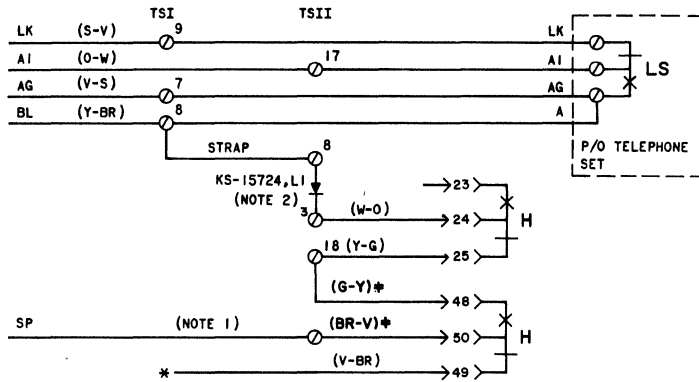 TSI TSII
LK (S-V) 9 LK
AI (O-W) 17 AI LS
AG (V-S) 7 AG
BL (Y-BR) 8 A
STRAP 8 P/O TELEPHONE
SET
KS-15724,L1
(NOTE 2) 23
3 (W-O) 24 H
18 (Y-G) 25
(G-Y)* 48
SP (NOTE 1) (BR-V)* 50 H
* (V-BR) 49